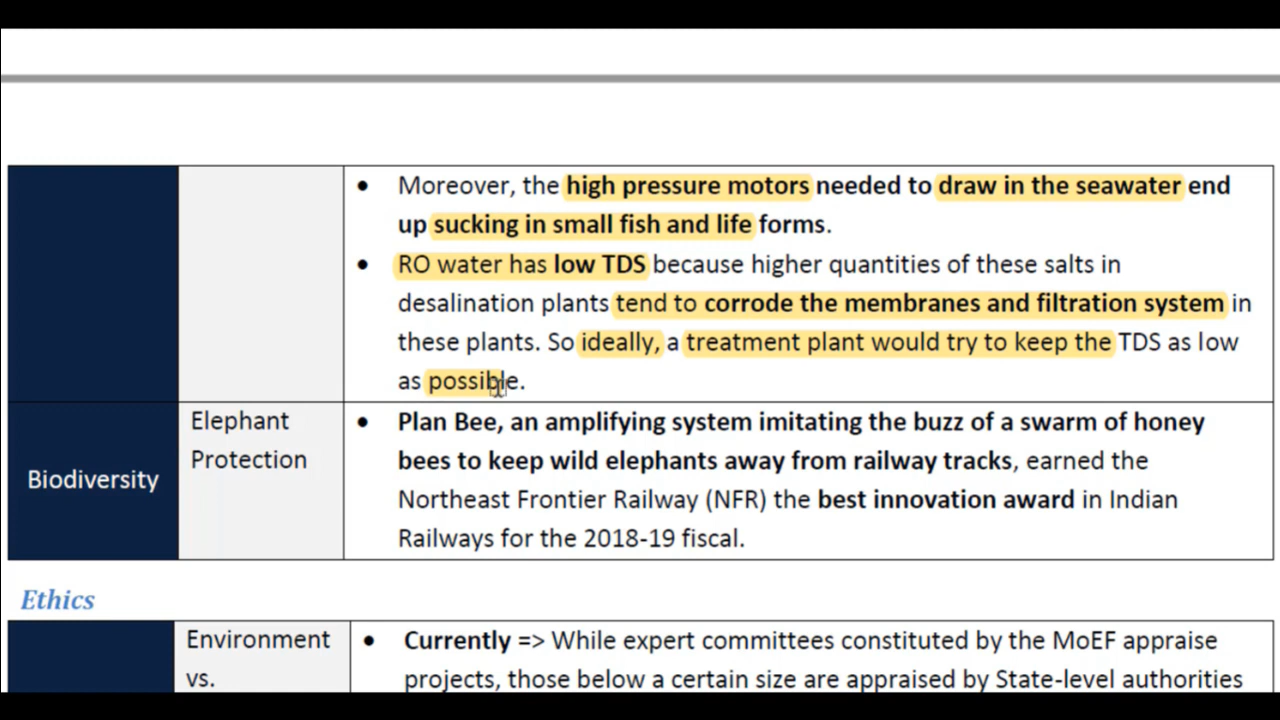 • Moreover, the high pressure motors needed to draw in the seawater end
up sucking in small fish and life forms.
• RO water has low TDS because higher quantities of these salts in
desalination plants tend to corrode the membranes and filtration system in
these plants. So ideally, a treatment plant would try to keep the TDS as low
as possible.
Biodiversity
Elephant
Protection
• Plan Bee, an amplifying system imitating the buzz of a swarm of honey
bees to keep wild elephants away from railway tracks, earned the
Northeast Frontier Railway (NFR) the best innovation award in Indian
Railways for the 2018-19 fiscal.
Ethics
Environment
vs.
• Currently => While expert committees constituted by the MoEF appraise
projects, those below a certain size are appraised by State-level authorities